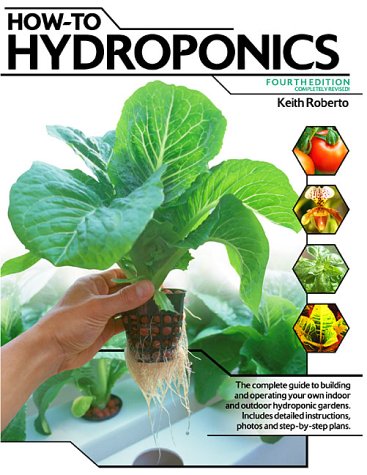 HOW-TO
HYDROPONICS
FOURTH EDITION
COMPLETELY REVISED!
Keith Roberto
The complete guide to building
and operating your own indoor
and outdoor hydroponic gardens.
Includes detailed instructions,
photos and step-by-step plans.